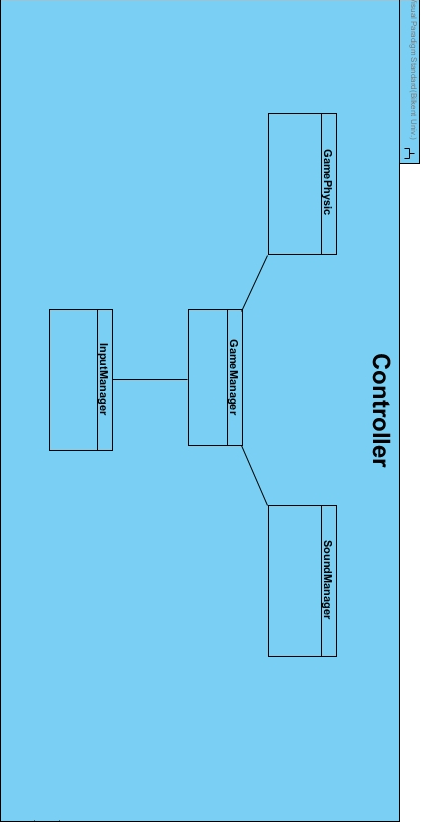 Visual Paradigm Standard(Bilkent Univ.)
Controller
GamePhysic
SoundManager
GameManager
InputManager